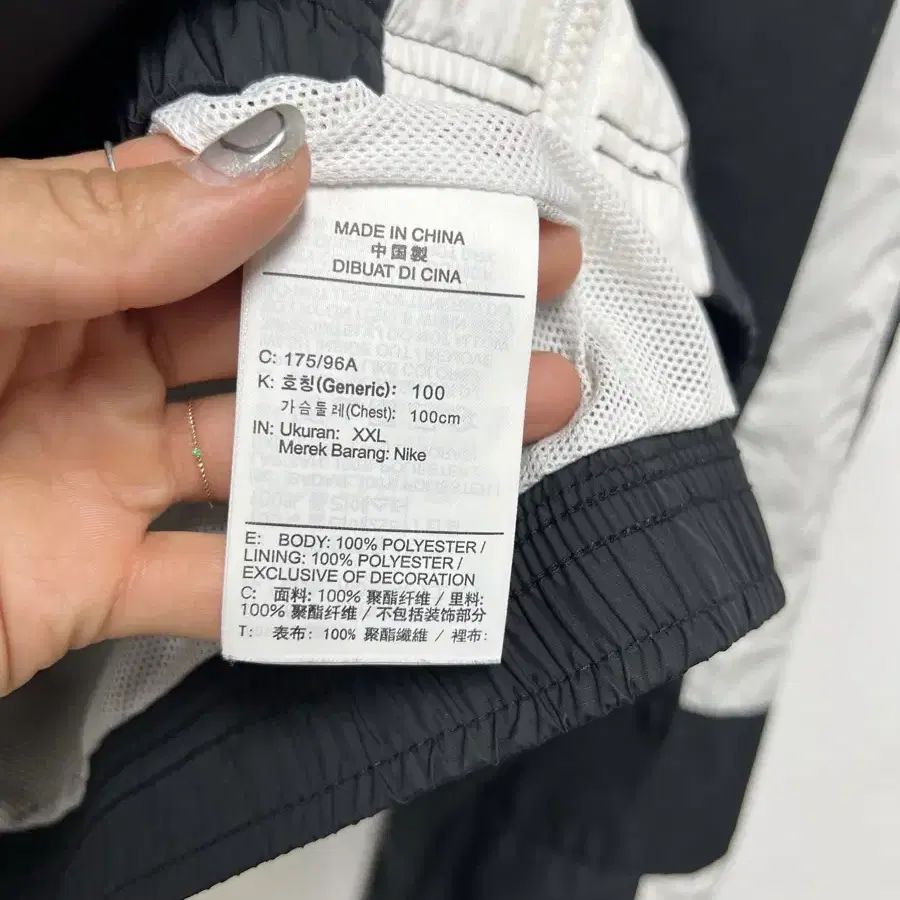 MADE IN CHINA
中国製
DIBUAT DI CINA
C: 175/96A
K: 호칭(Generic): 100
가슴둘레(Chest): 100cm
IN: Ukuran: XXL
Merek Barang: Nike
E: BODY: 100% POLYESTER /
LINING: 100% POLYESTER /
EXCLUSIVE OF DECORATION
C: 面料: 100% 聚酯纤维 / 里料:
100% 聚酯纤维 / 不包括装饰部分
T: 表布: 100% 聚酯纖維 / 裡布: